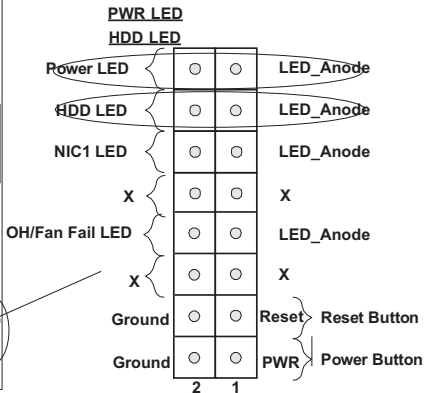 PWR LED
HDD LED
Power LED LED_Anode
HDD LED LED_Anode
NIC1 LED LED_Anode
X X
OH/Fan Fail LED LED_Anode
X X
Ground Reset Reset Button
Ground PWR Power Button
2 1